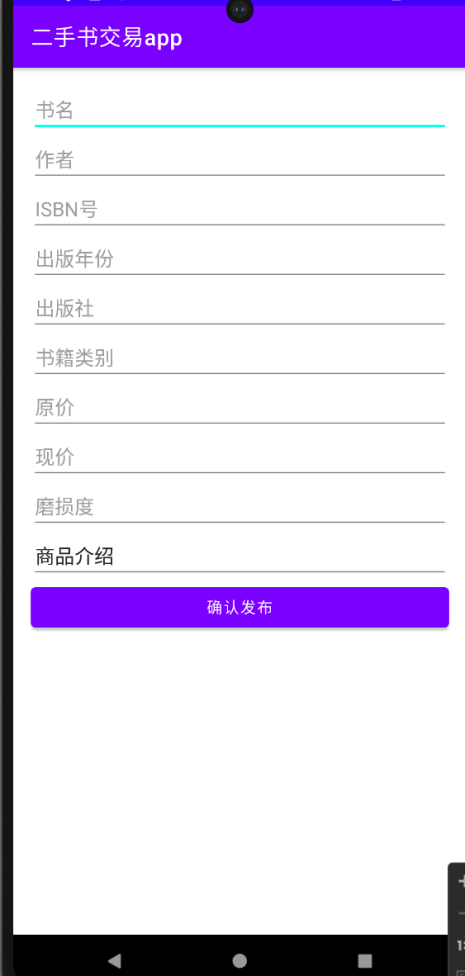 二手书交易app
书名
作者
ISBN号
出版年份
出版社
书籍类别
原价
现价
磨损度
商品介绍
确认发布